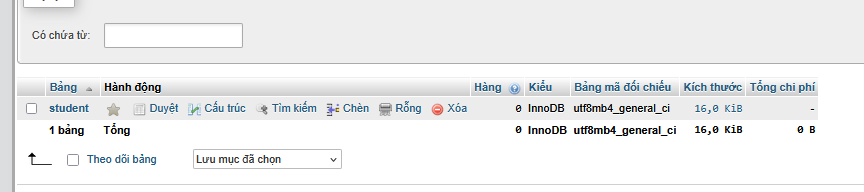 Có chứa từ:
Bảng Hành động Hàng Kiểu Bảng mã đối chiếu Kích thước Tổng chi phí
student Duyệt Cấu trúc Tìm kiếm Chèn Rỗng Xóa 0 InnoDB utf8mb4_general_ci 16,0 KiB -
1 bảng Tổng 0 InnoDB utf8mb4_general_ci 16,0 KiB 0 B
Theo dõi bảng Lưu mục đã chọn